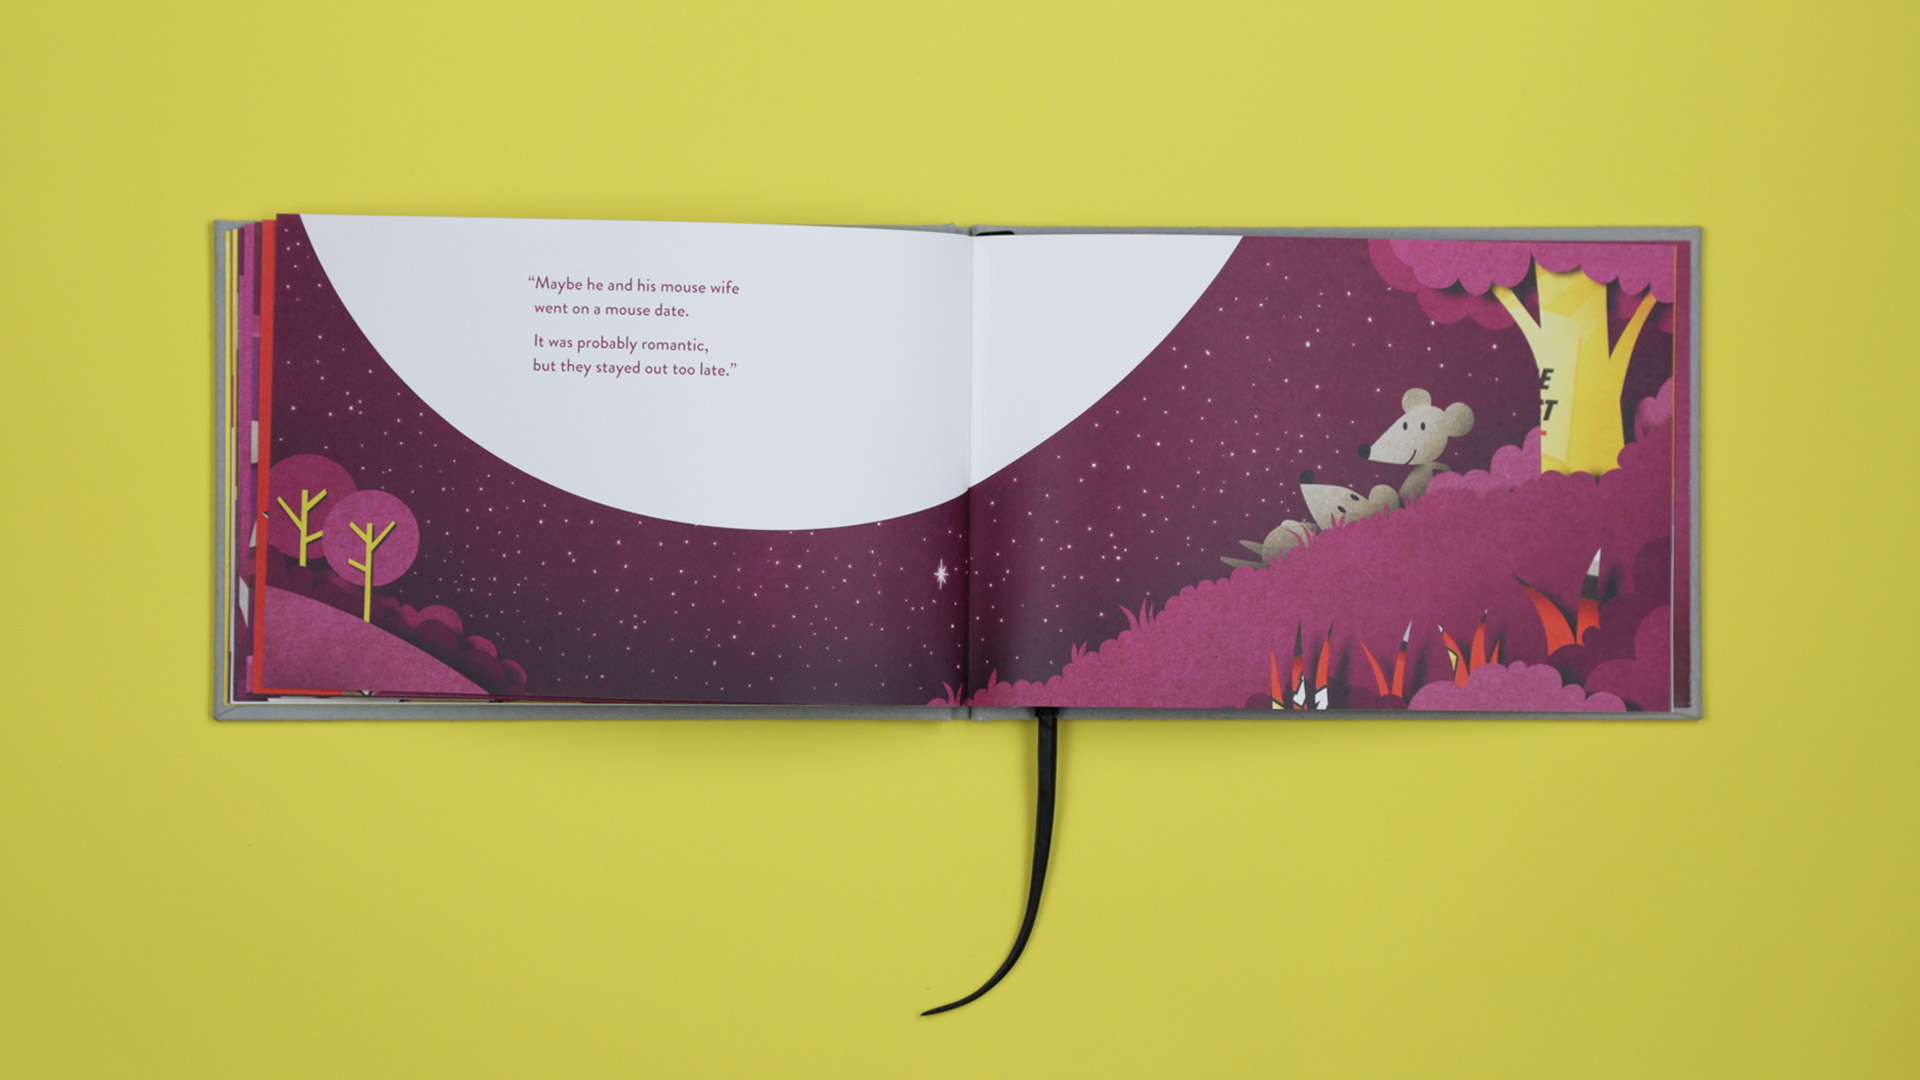 “Maybe he and his mouse wife
went on a mouse date.
It was probably romantic,
but they stayed out too late.”
E
ST